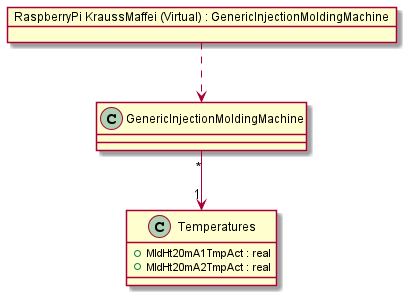 RaspberryPi KraussMaffei (Virtual) : GenericInjectionMoldingMachine
C GenericInjectionMoldingMachine
*
1
C Temperatures
MldHt20mA1TmpAct : real
MldHt20mA2TmpAct : real